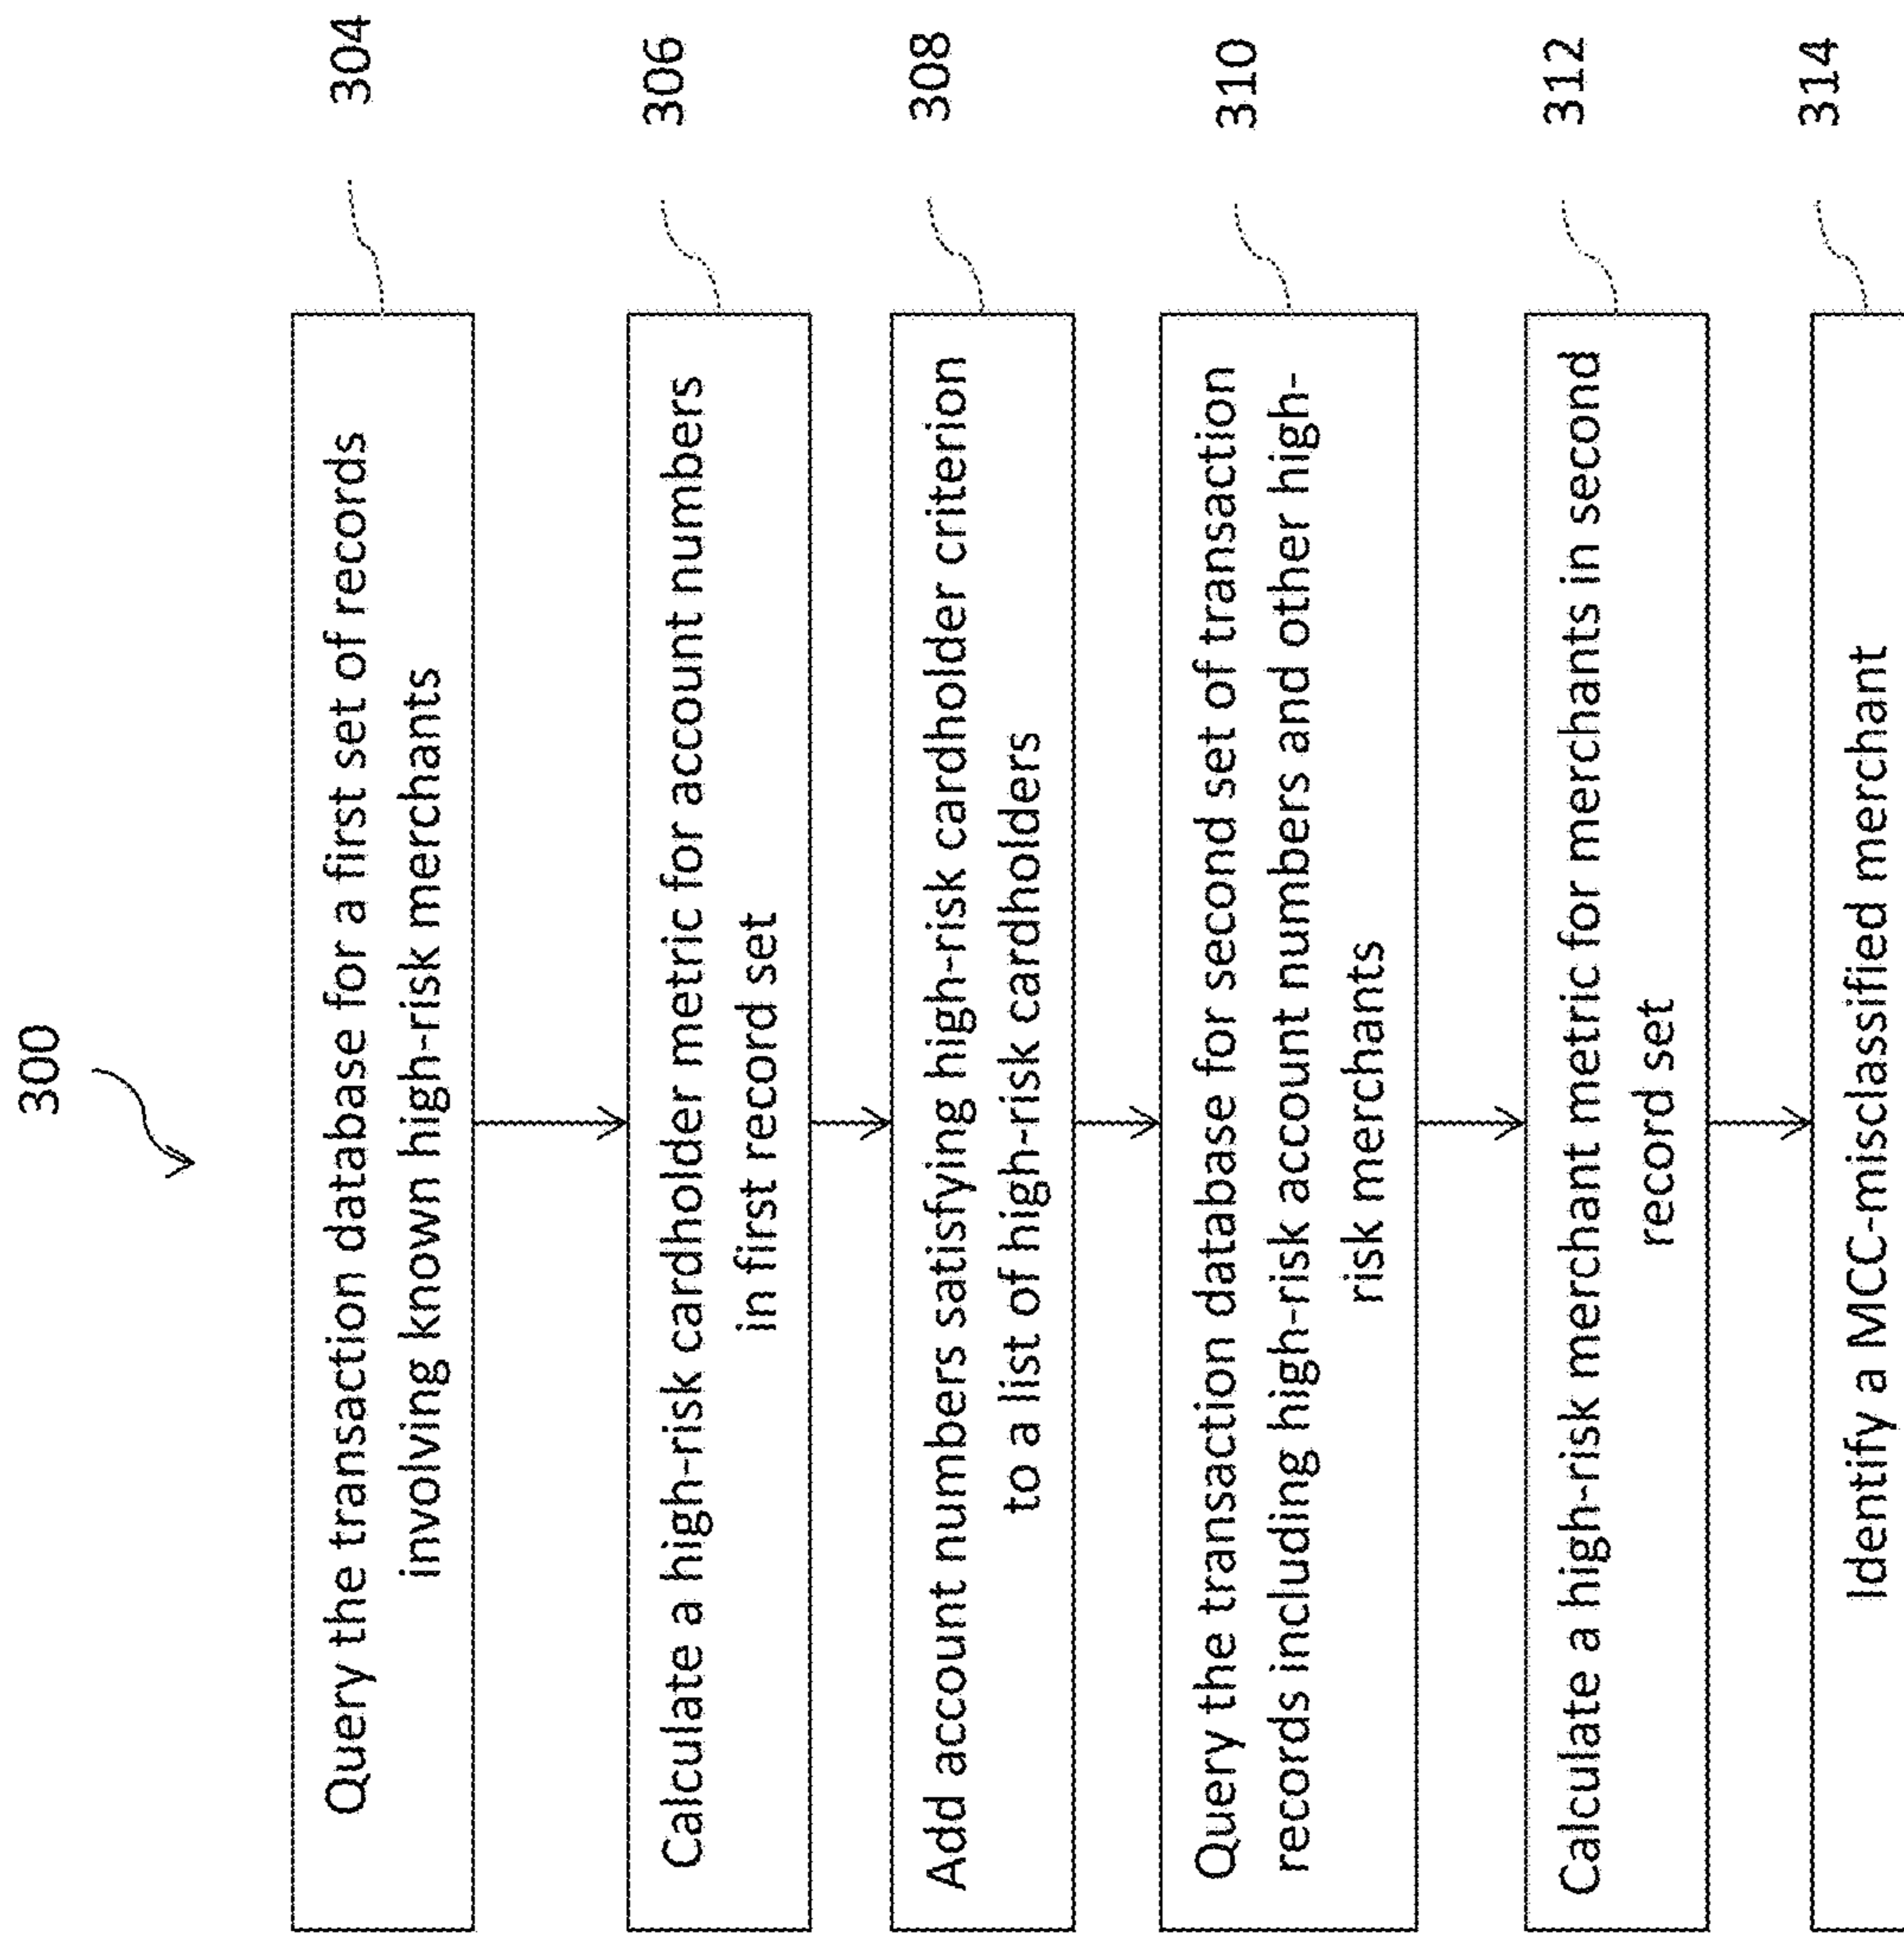 300
Query the transaction database for a first set of records
involving known high-risk merchants
304
Calculate a high-risk cardholder metric for account numbers
in first record set
306
Add account numbers satisfying high-risk cardholder criterion
to a list of high-risk cardholders
308
Query the transaction database for second set of transaction
records including high-risk account numbers and other high-
risk merchants
310
Calculate a high-risk merchant metric for merchants in second
record set
312
Identify a MCC-misclassified merchant
314